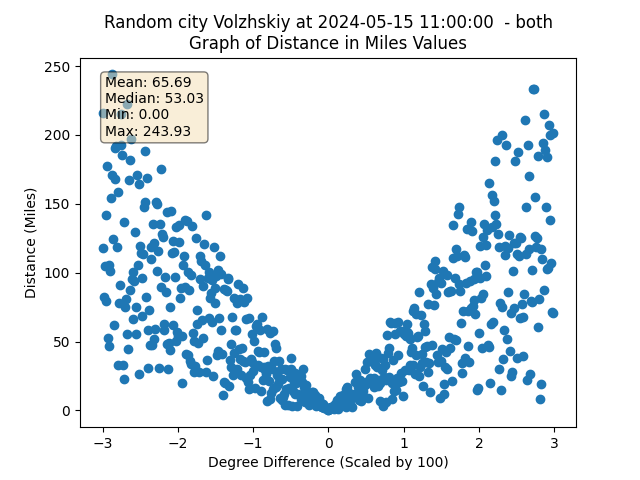 Random city Volzhskiy at 2024-05-15 11:00:00  - both
Graph of Distance in Miles Values
250
200
150
100
50
0
Distance (Miles)
Mean: 65.69
Median: 53.03
Min: 0.00
Max: 243.93
−3
−2
−1
0
1
2
3
Degree Difference (Scaled by 100)